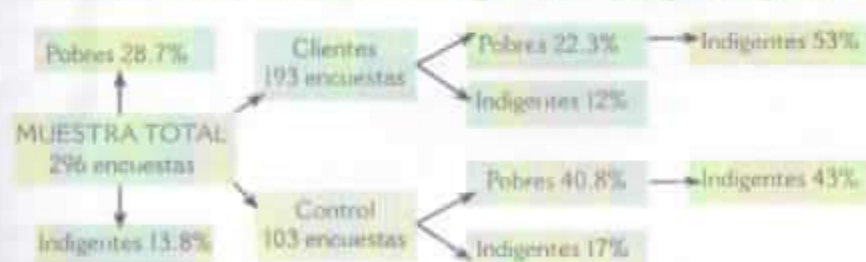 Pobres 28.7%
MUESTRA TOTAL
296 encuestas
Indigentes 13.8%
Clientes
193 encuestas
Pobres 22.3%
Indigentes 53%
Indigentes 12%
Control
103 encuestas
Pobres 40.8%
Indigentes 43%
Indigentes 17%